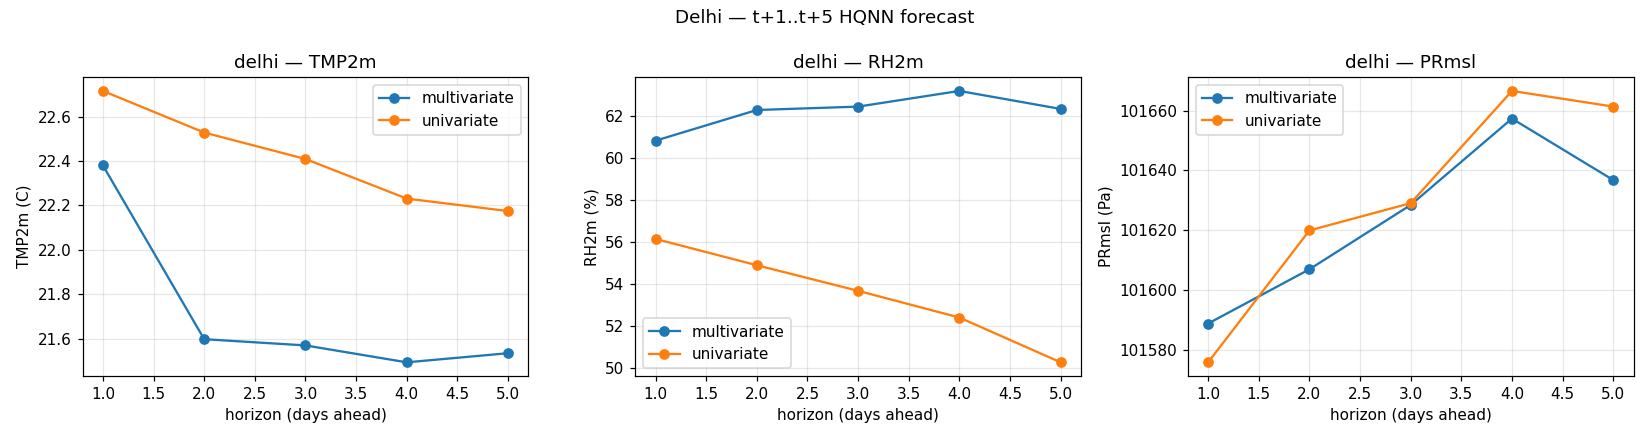 Delhi — t+1..t+5 HQNN forecast
delhi — TMP2m
TMP2m (C)
22.6
22.4
22.2
22.0
21.8
21.6
multivariate
univariate
1.0 1.5 2.0 2.5 3.0 3.5 4.0 4.5 5.0
horizon (days ahead)
delhi — RH2m
RH2m (%)
62
60
58
56
54
52
50
multivariate
univariate
1.0 1.5 2.0 2.5 3.0 3.5 4.0 4.5 5.0
horizon (days ahead)
delhi — PRmsl
PRmsl (Pa)
101660
101640
101620
101600
101580
multivariate
univariate
1.0 1.5 2.0 2.5 3.0 3.5 4.0 4.5 5.0
horizon (days ahead)